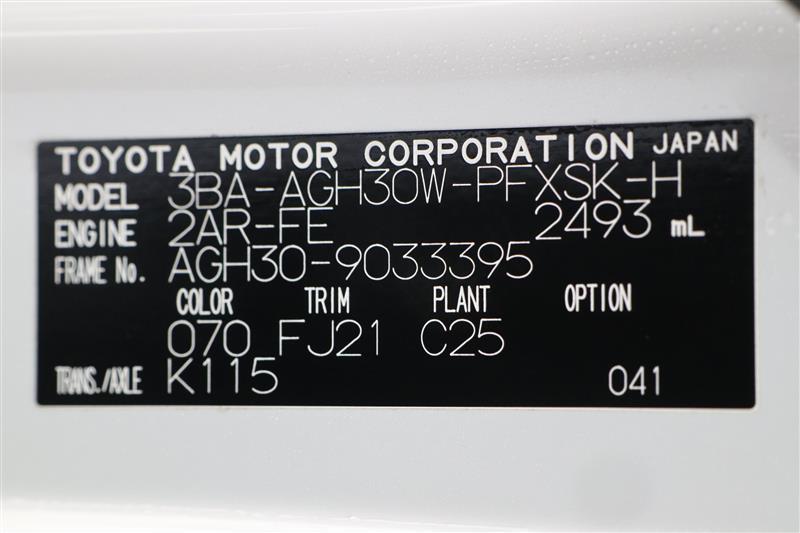 TOYOTA MOTOR CORPORATION JAPAN
MODEL 3BA-AGH30W-PFXSK-H
ENGINE 2AR-FE 2493 mL
FRAME No. AGH30-9033395
COLOR TRIM PLANT OPTION
070 FJ21 C25
TRANS./AXLE K115 041